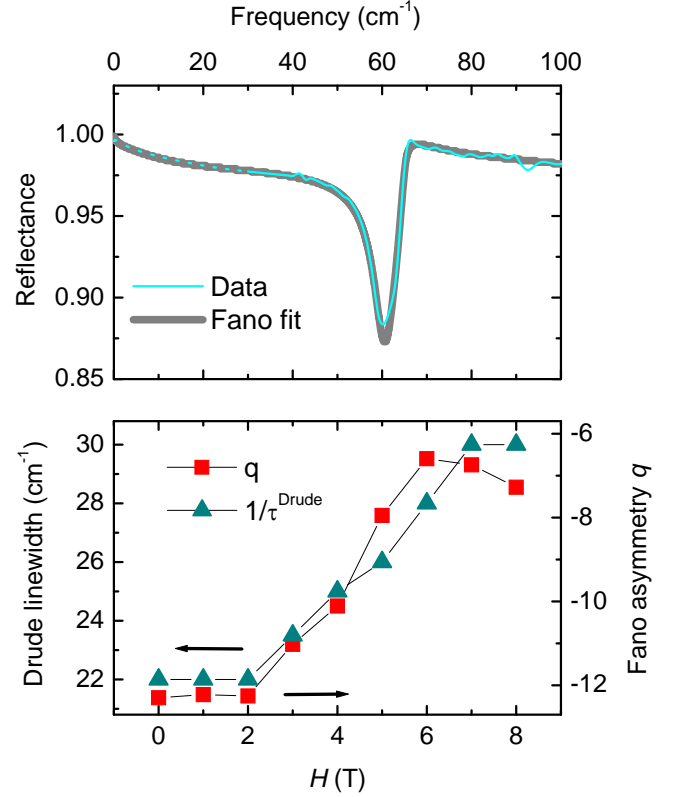 Frequency (cm⁻¹)
0 20 40 60 80 100
1.00
0.95
0.90
0.85
Reflectance
Data
Fano fit
30
28
26
24
22
Drude linewidth (cm⁻¹)
q
1/τ^Drude
-6
-8
-10
-12
Fano asymmetry q
0 2 4 6 8
H (T)